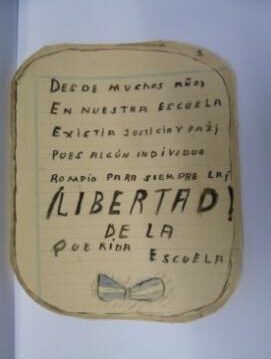 DESDE MUCHOS AÑOS
EN NUESTRA ESCUELA
EXISTIA JUSTICIA Y PAZ;
PUES ALGÚN INDIVIDUO
ROMPIO PARA SIEMPRE LA¡
¡LIBERTAD!
DE LA
QUERIDA ESCUELA